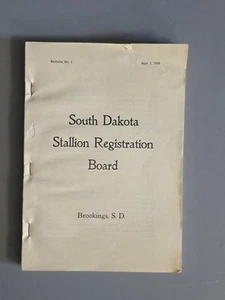 Bulletin No. 1
South Dakota
Stallion Registration
Board
Brookings, S. D.